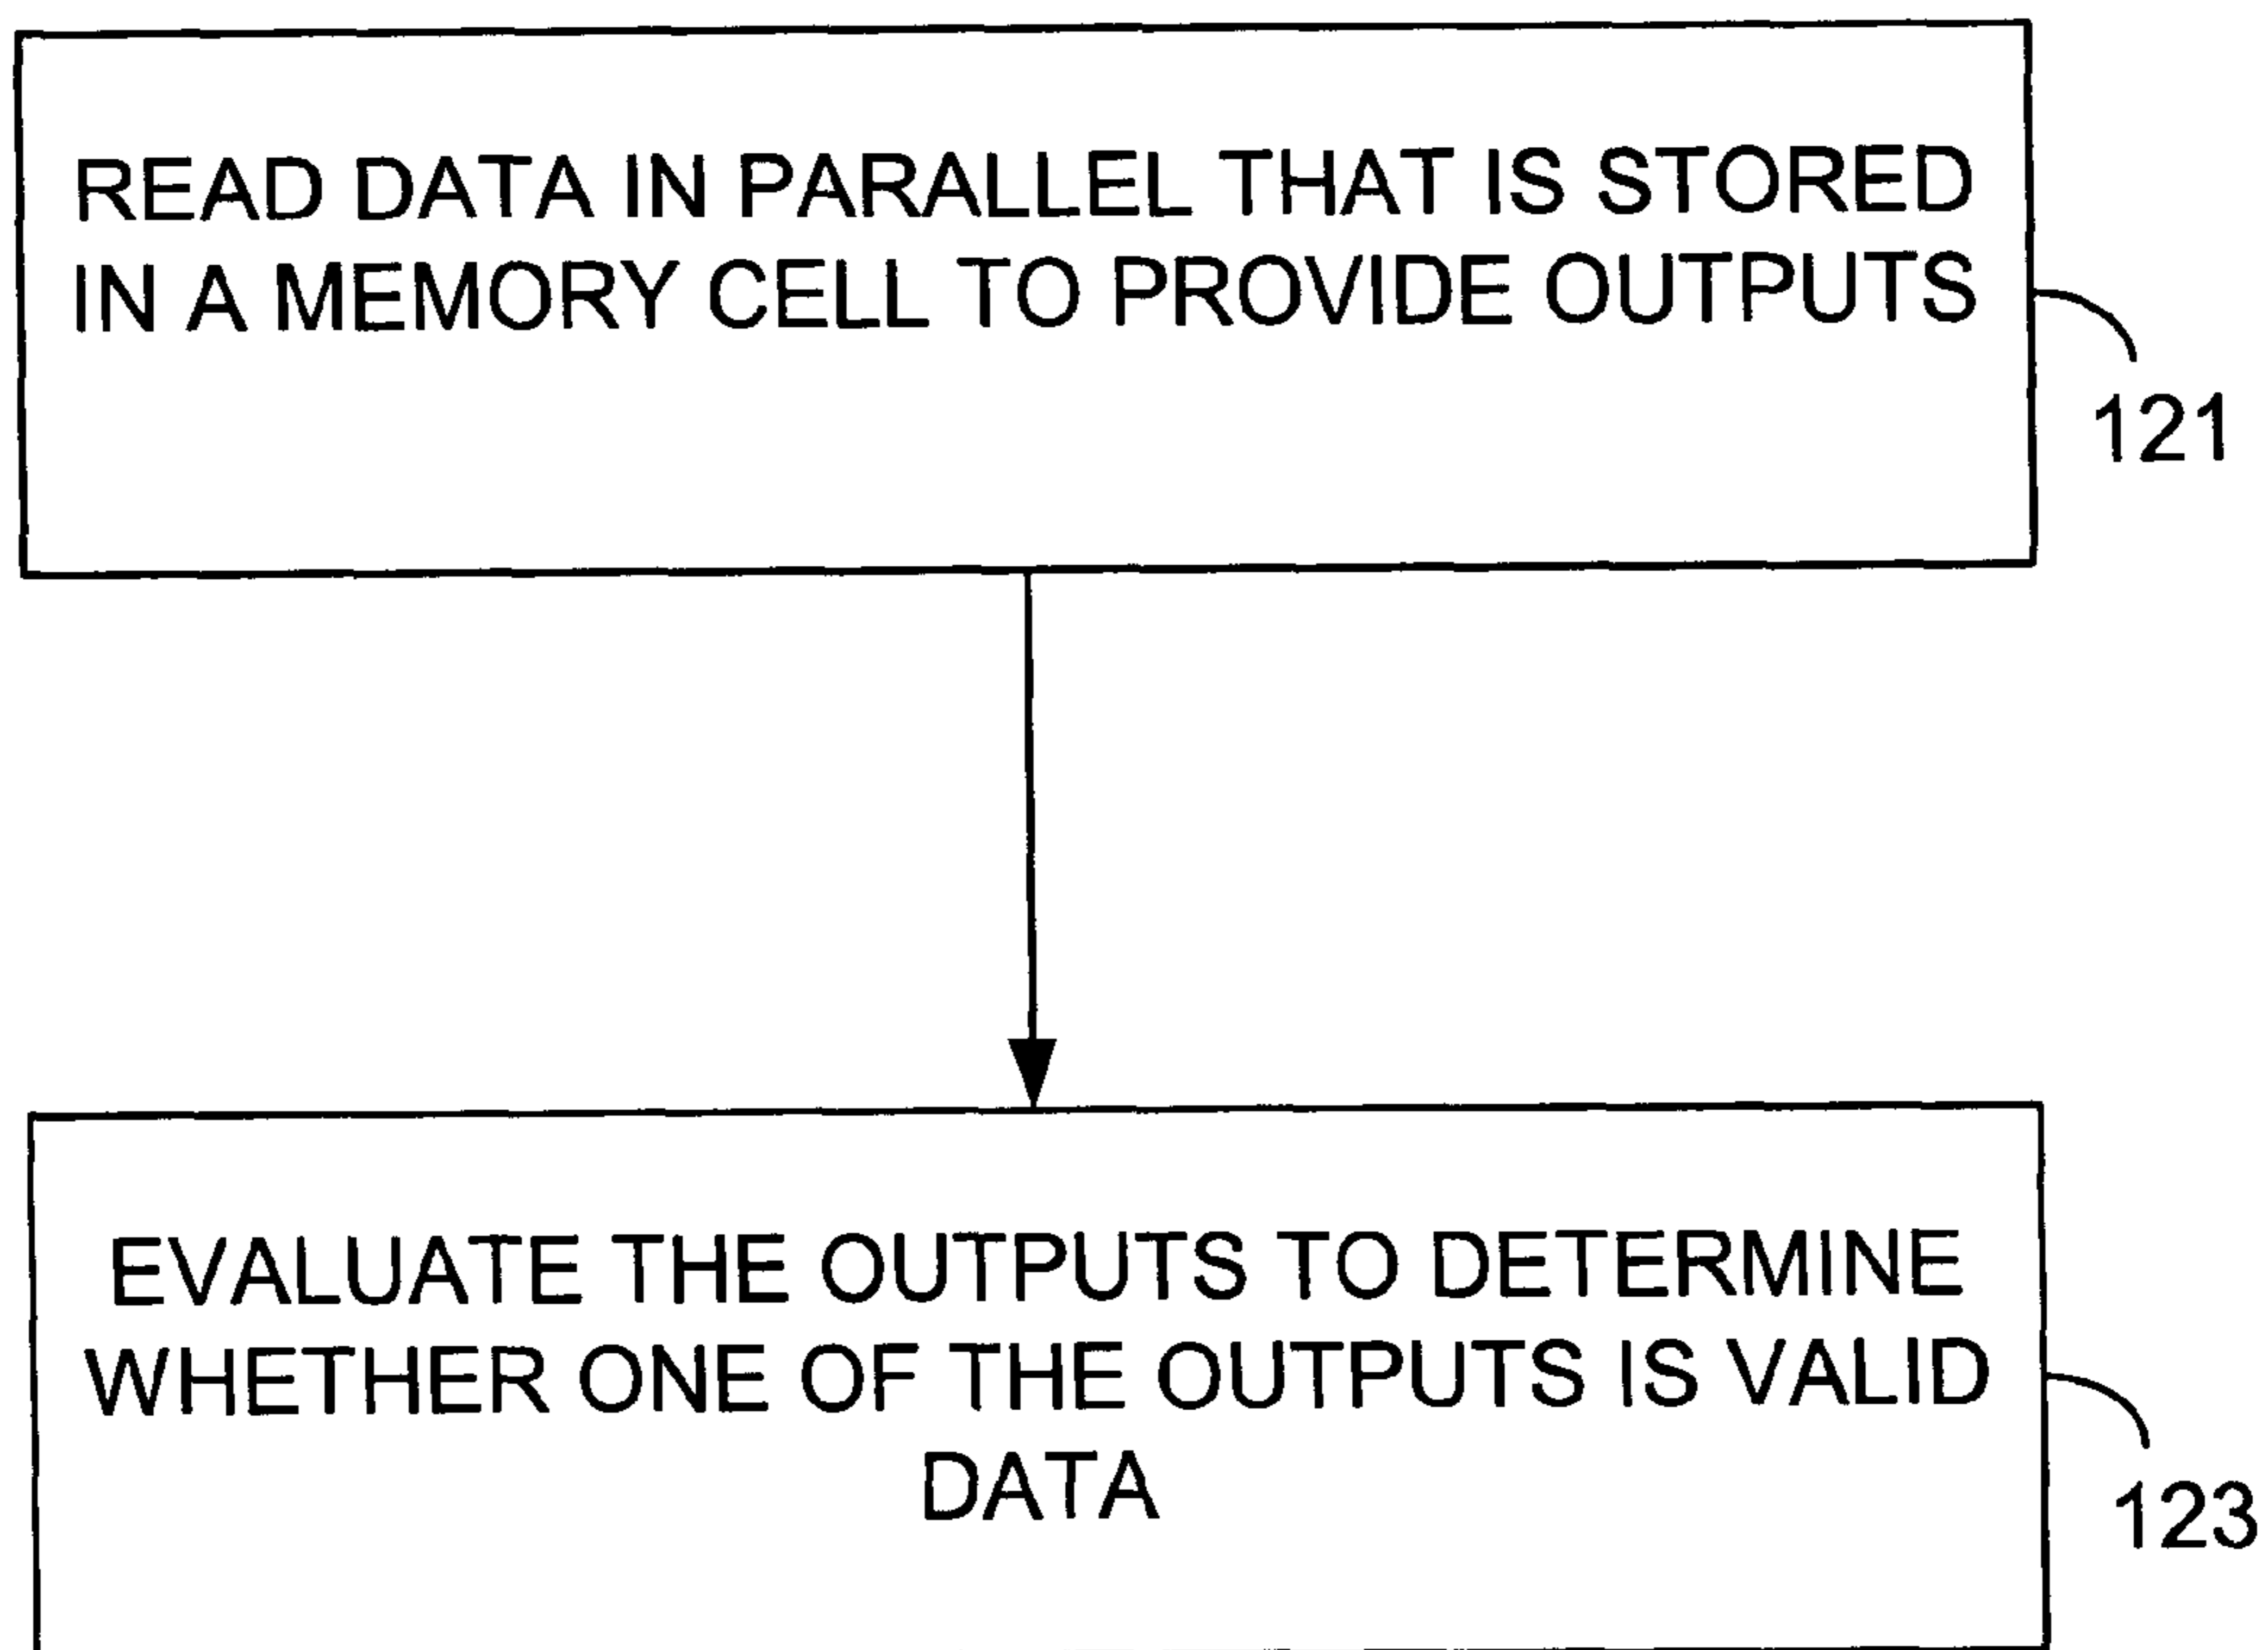 READ DATA IN PARALLEL THAT IS STORED
IN A MEMORY CELL TO PROVIDE OUTPUTS
121
EVALUATE THE OUTPUTS TO DETERMINE
WHETHER ONE OF THE OUTPUTS IS VALID
DATA
123